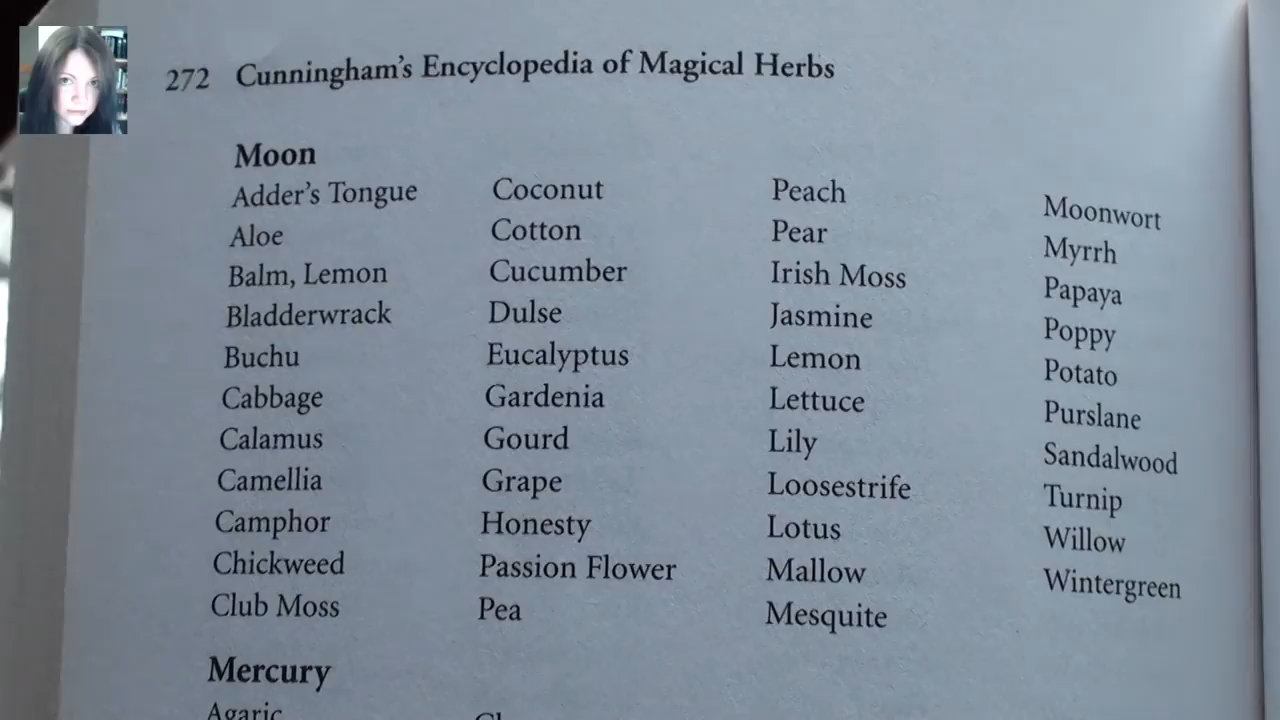 272 Cunningham's Encyclopedia of Magical Herbs
Moon
Adder's Tongue
Aloe
Balm, Lemon
Bladderwrack
Buchu
Cabbage
Calamus
Camellia
Camphor
Chickweed
Club Moss
Coconut
Cotton
Cucumber
Dulse
Eucalyptus
Gardenia
Gourd
Grape
Honesty
Passion Flower
Pea
Peach
Pear
Irish Moss
Jasmine
Lemon
Lettuce
Lily
Loosestrife
Lotus
Mallow
Mesquite
Moonwort
Myrrh
Papaya
Poppy
Potato
Purslane
Sandalwood
Turnip
Willow
Wintergreen
Mercury
Agaric